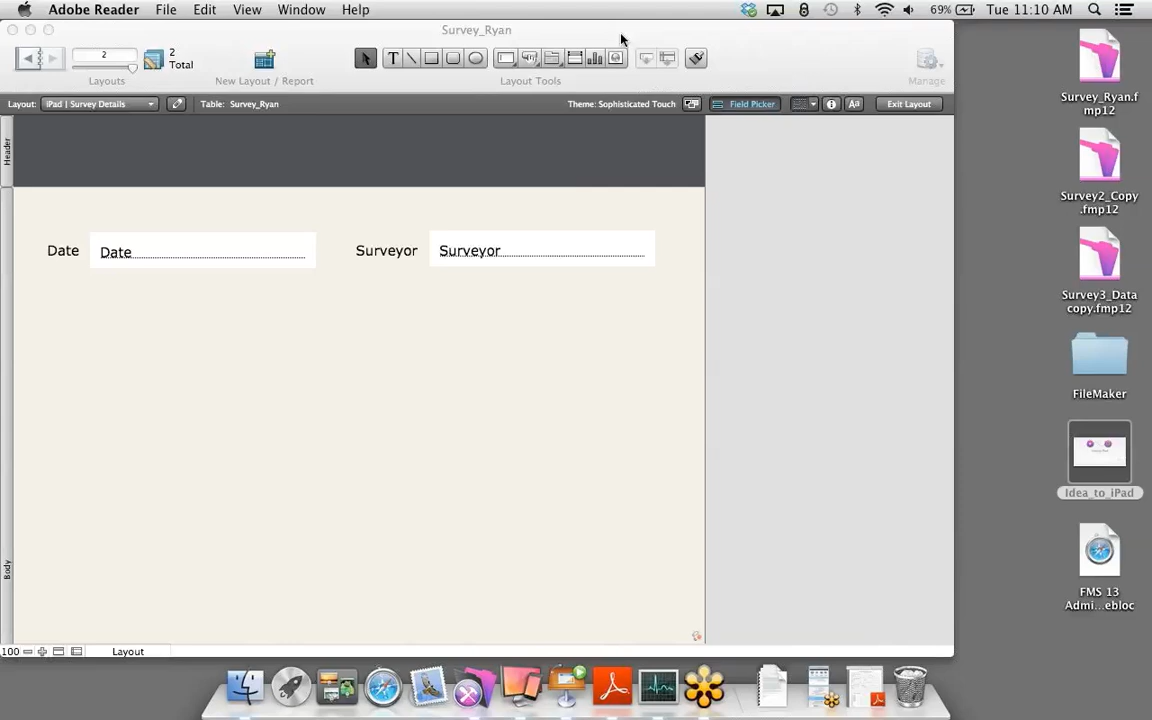 Adobe Reader File Edit View Window Help 69% Tue 11:10 AM
Survey_Ryan
2
2
Total
Layouts
New Layout / Report
T
Layout Tools
Manage
Layout: iPad | Survey Details Table: Survey_Ryan Theme: Sophisticated Touch Field Picker Aa Exit Layout
Header
Date Date Surveyor Surveyor
Body
100 Layout
Survey_Ryan.f
mp12
Survey2_Copy
.fmp12
Survey3_Data
copy.fmp12
FileMaker
Idea_to_iPad
FMS 13
Admi...ebloc